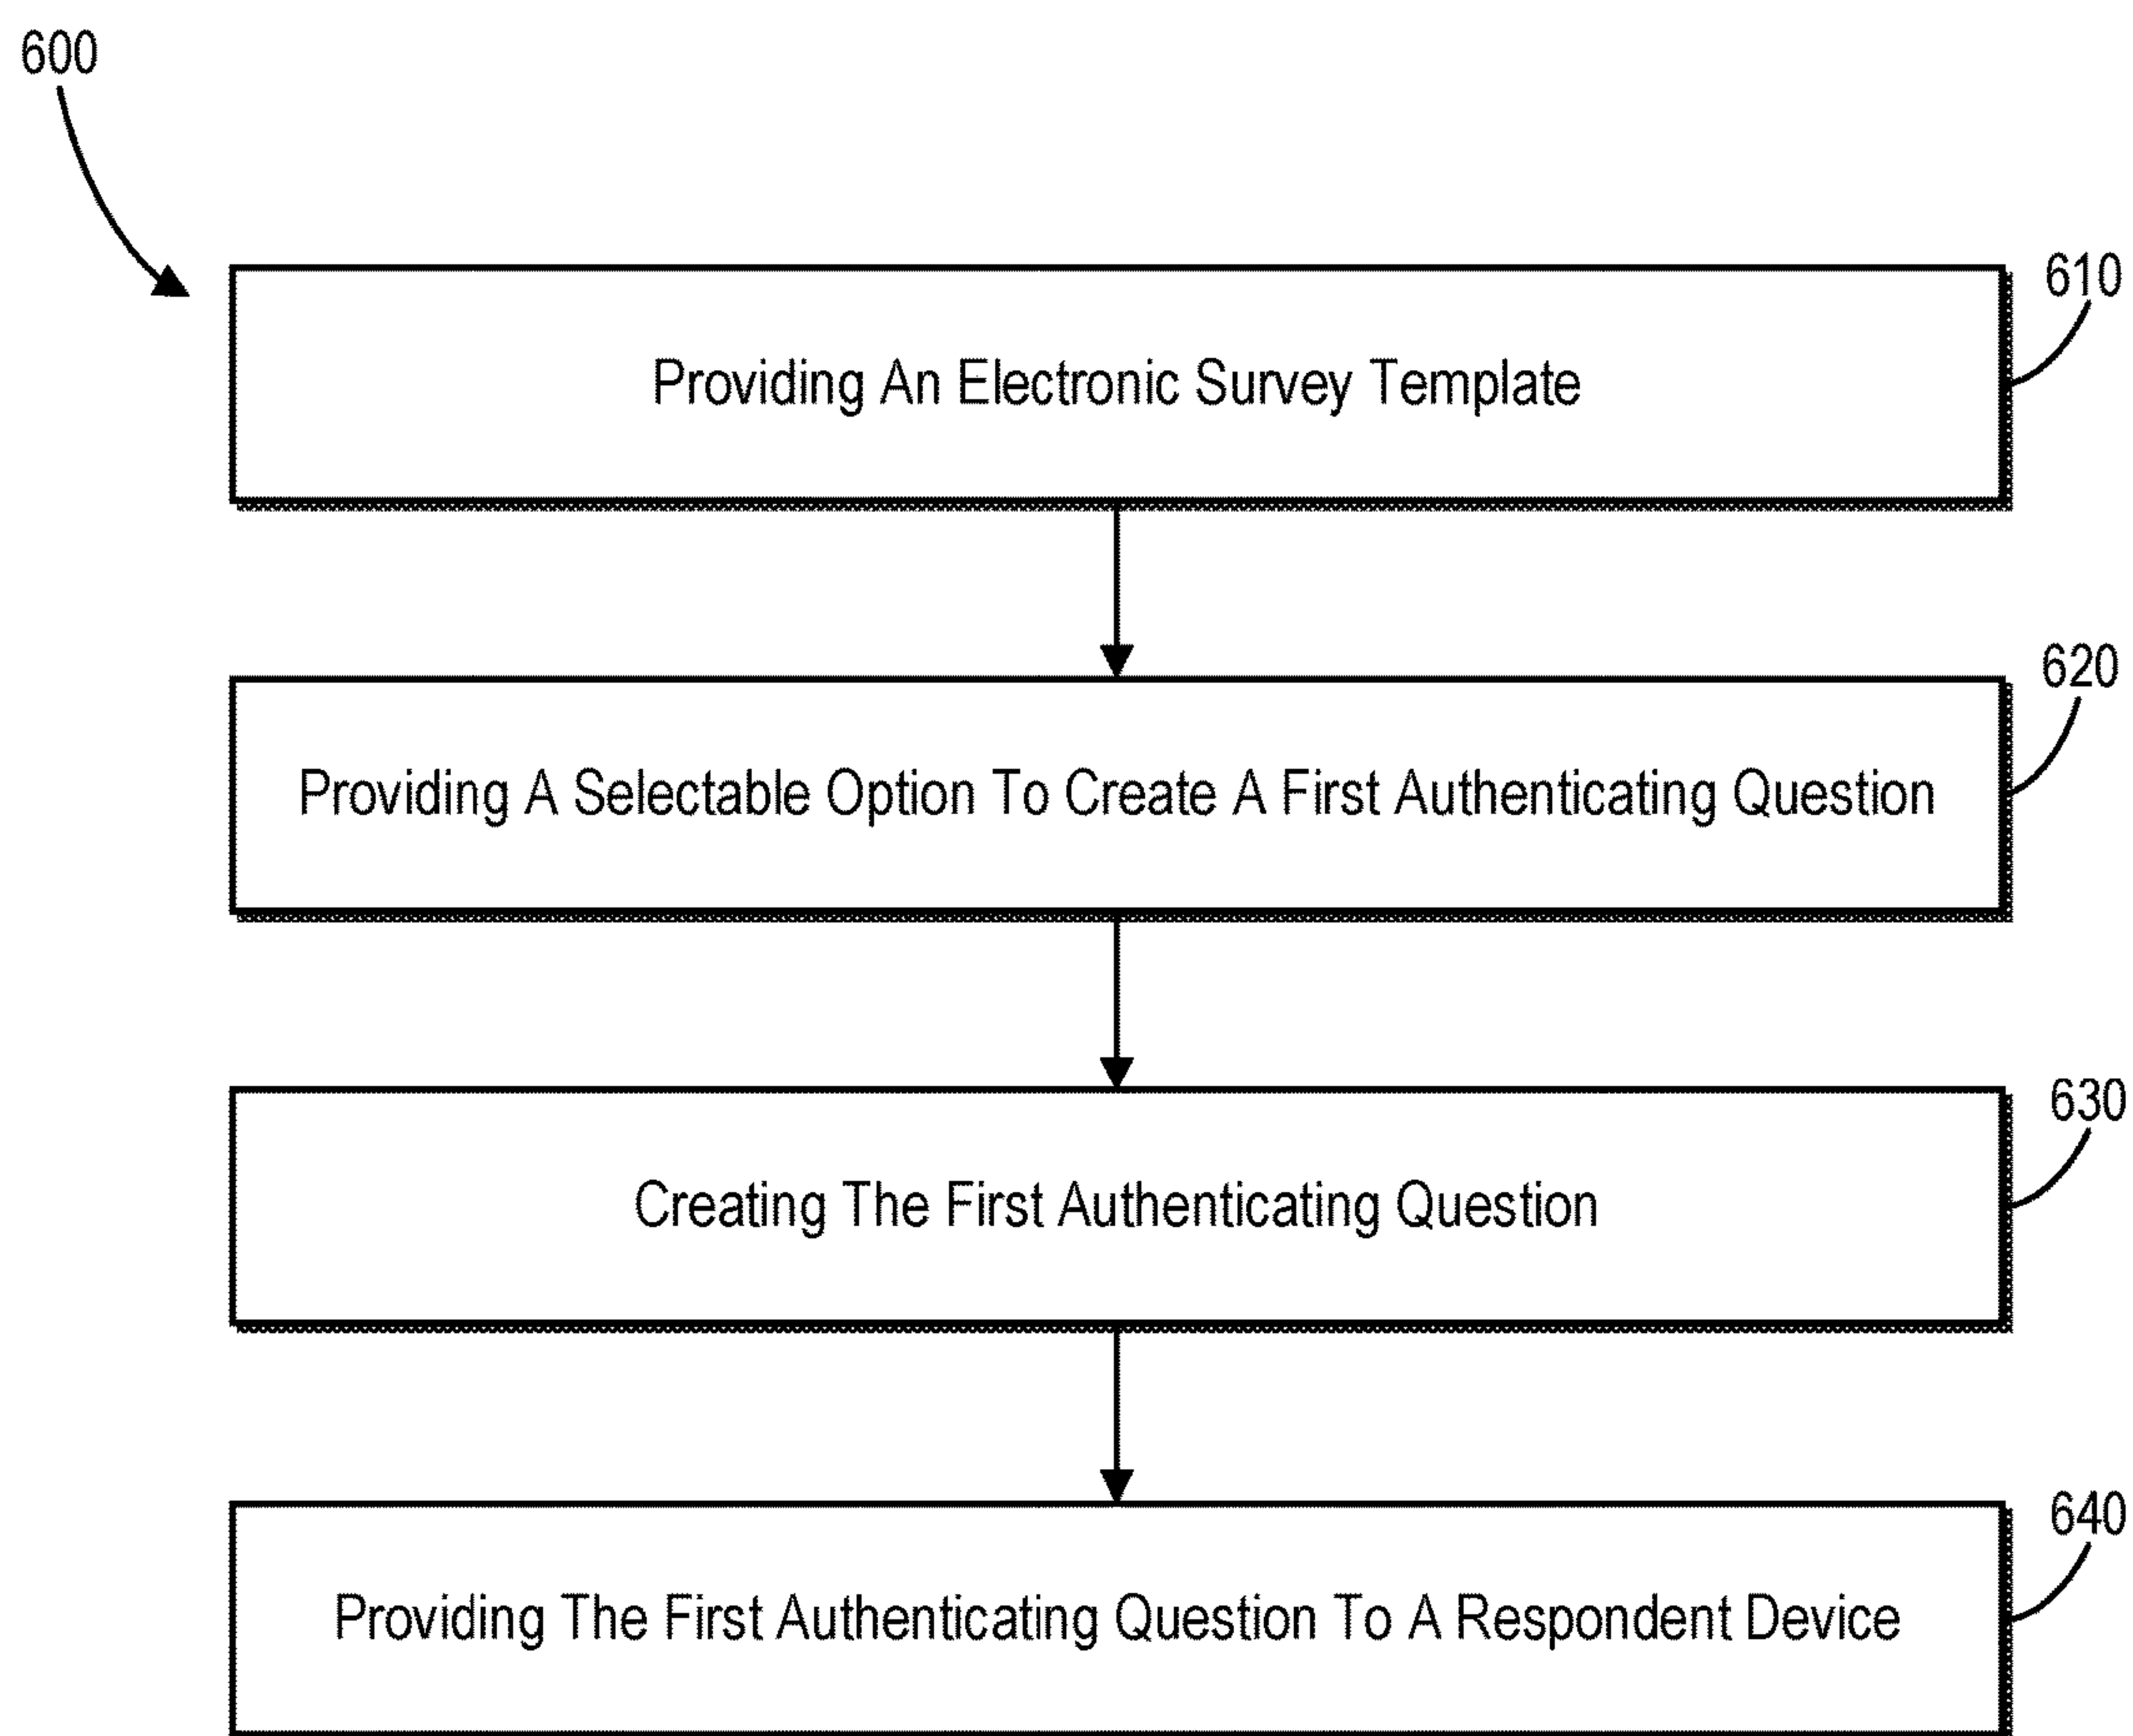 600
610
Providing An Electronic Survey Template
620
Providing A Selectable Option To Create A First Authenticating Question
630
Creating The First Authenticating Question
640
Providing The First Authenticating Question To A Respondent Device